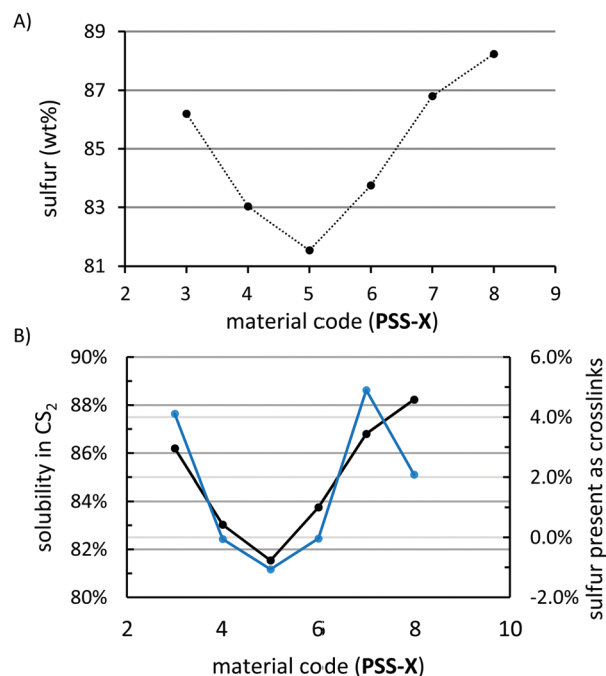 A)
sulfur (wt%)
89
87
85
83
81
2 3 4 5 6 7 8 9
material code (PSS-X)
B)
solubility in CS2
90%
88%
86%
84%
82%
80%
6.0%
4.0%
2.0%
0.0%
-2.0%
sulfur present as crosslinks
2 4 6 8 10
material code (PSS-X)